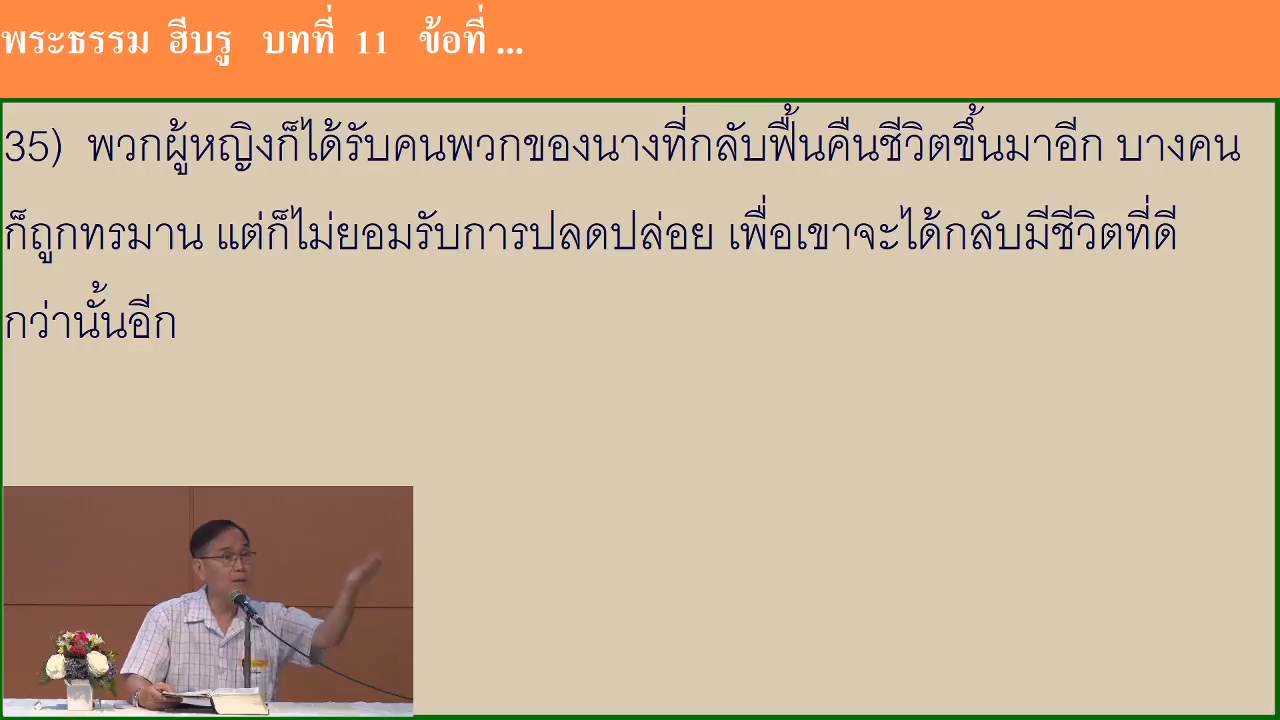 พระธรรม ฮีบรู บทที่ 11 ข้อที่ ...
35) พวกผู้หญิงก็ได้รับคนพวกของนางที่กลับฟื้นคืนชีวิตขึ้นมาอีก บางคน
ก็ถูกทรมาน แต่ก็ไม่ยอมรับการปลดปล่อย เพื่อเขาจะได้กลับมีชีวิตที่ดี
กว่านั้นอีก